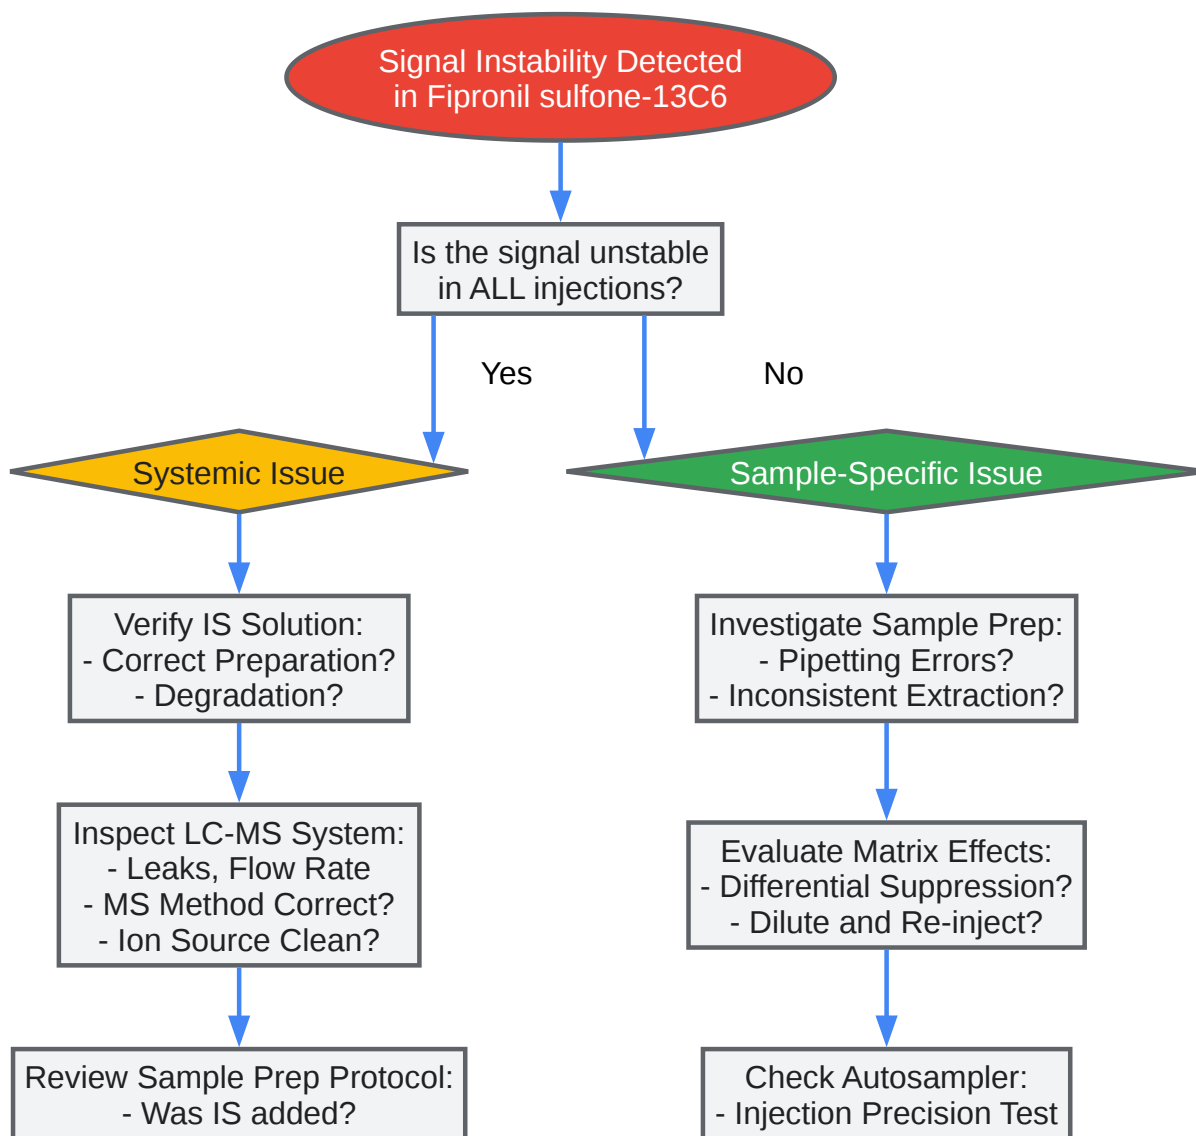 Signal Instability Detected
in Fipronil sulfone-13C6
Is the signal unstable
in ALL injections?
Yes
No
Systemic Issue
Sample-Specific Issue
Verify IS Solution:
- Correct Preparation?
- Degradation?
Investigate Sample Prep:
- Pipetting Errors?
- Inconsistent Extraction?
Inspect LC-MS System:
- Leaks, Flow Rate
- MS Method Correct?
- Ion Source Clean?
Evaluate Matrix Effects:
- Differential Suppression?
- Dilute and Re-inject?
Review Sample Prep Protocol:
- Was IS added?
Check Autosampler:
- Injection Precision Test